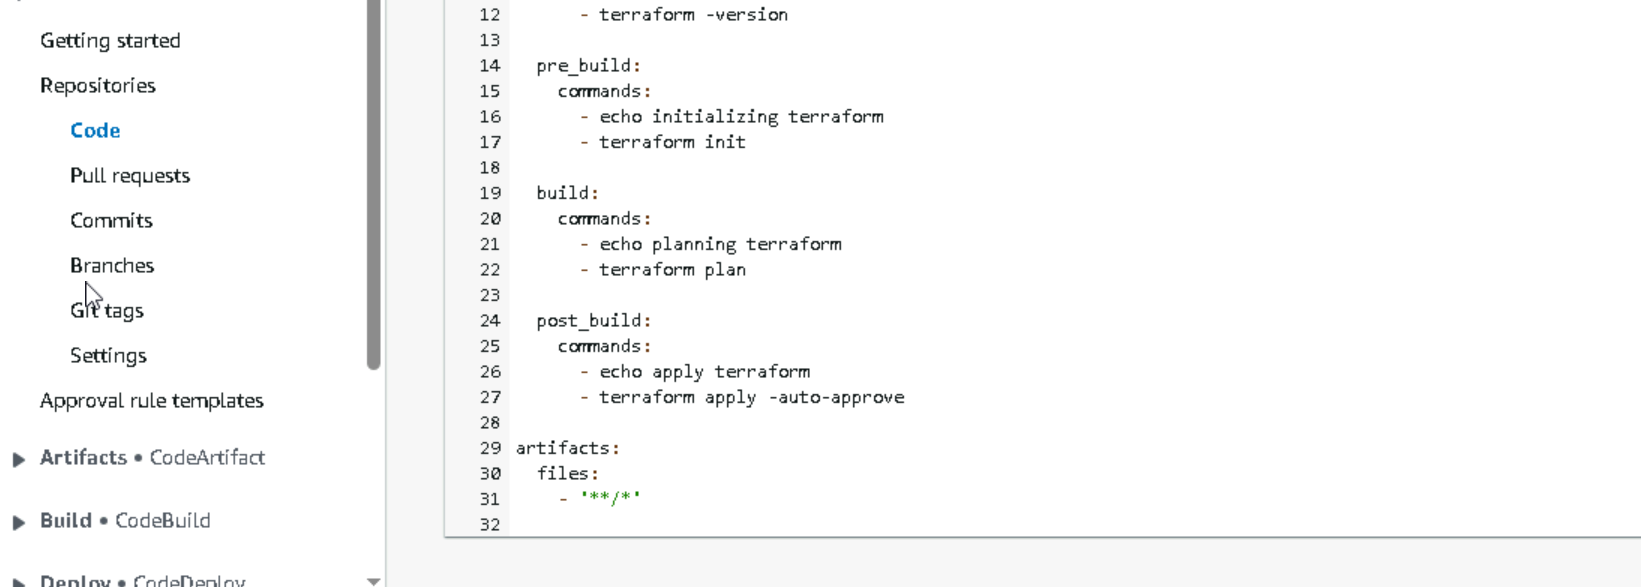 Getting started
Repositories
Code
Pull requests
Commits
Branches
Git tags
Settings
Approval rule templates
Artifacts • CodeArtifact
Build • CodeBuild
Deploy • CodeDeploy
12 - terraform -version
13
14 pre_build:
15 commands:
16 - echo initializing terraform
17 - terraform init
18
19 build:
20 commands:
21 - echo planning terraform
22 - terraform plan
23
24 post_build:
25 commands:
26 - echo apply terraform
27 - terraform apply -auto-approve
28
29 artifacts:
30 files:
31 - '**/*'
32